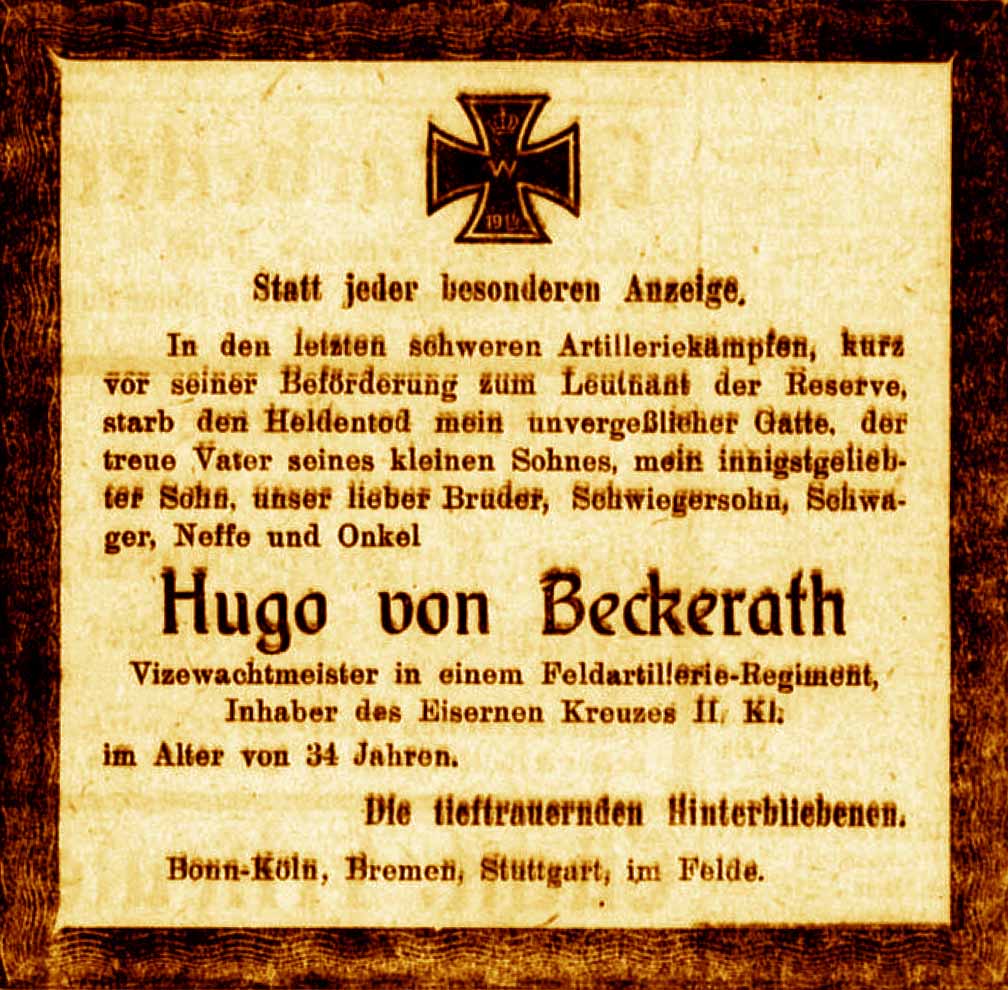 W
1914
Statt jeder besonderen Anzeige.
In den letzten schweren Artilleriekämpfen, kurz
vor seiner Beförderung zum Leutnant der Reserve,
starb den Heldentod mein unvergeßlicher Gatte, der
treue Vater seines kleinen Sohnes, mein innigstgelieb-
ter Sohn, unser lieber Bruder, Schwiegersohn, Schwa-
ger, Neffe und Onkel
Hugo von Beckerath
Vizewachtmeister in einem Feldartillerie-Regiment,
Inhaber des Eisernen Kreuzes II. Kl.
im Alter von 34 Jahren.
Die tieftrauernden Hinterbliebenen.
Bonn-Köln, Bremen, Stuttgart, im Felde.